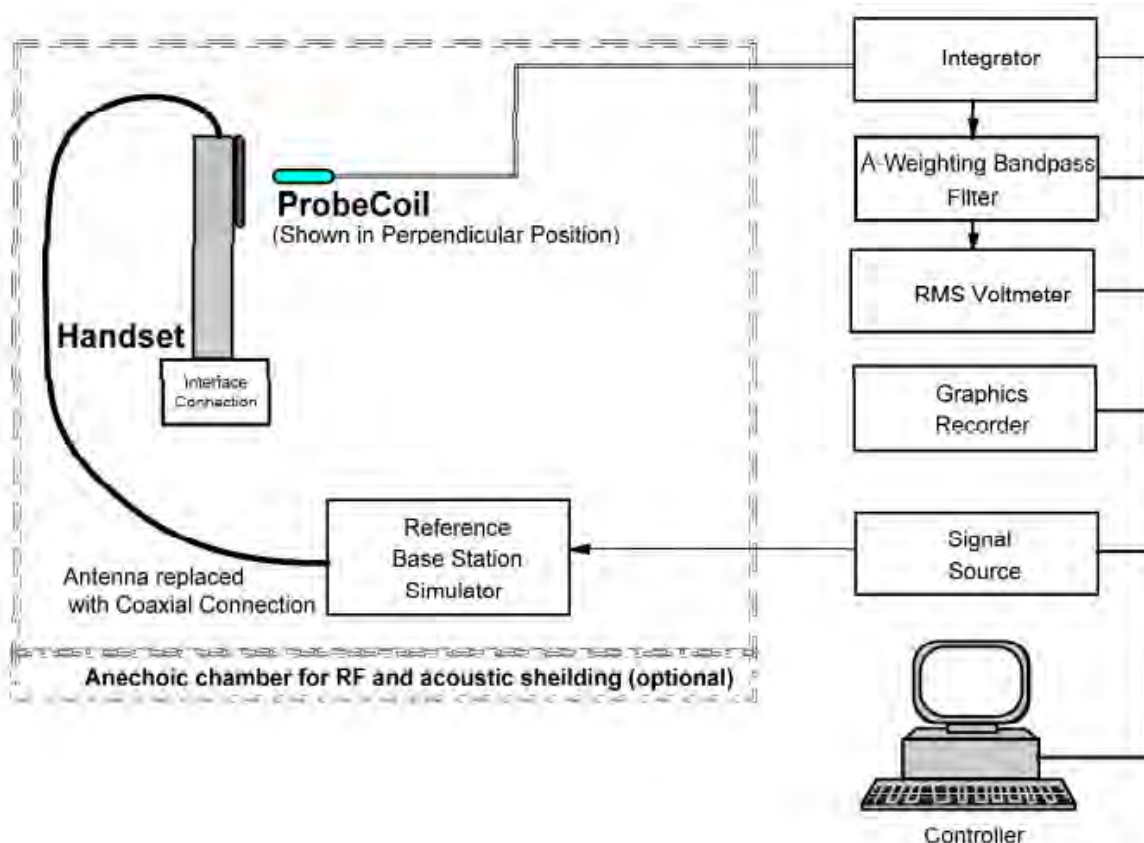 Integrator
A-Weighting Bandpass
Filter
ProbeCoil
(Shown in Perpendicular Position)
RMS Voltmeter
Handset
Interface
Connection
Graphics
Recorder
Reference
Base Station
Simulator
Signal
Source
Antenna replaced
with Coaxial Connection
Anechoic chamber for RF and acoustic sheilding (optional)
Controller